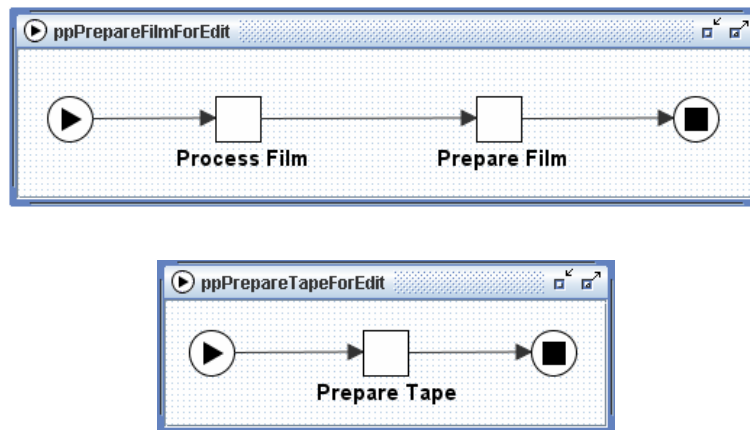 ppPrepareFilmForEdit
Process Film
Prepare Film
ppPrepareTapeForEdit
Prepare Tape